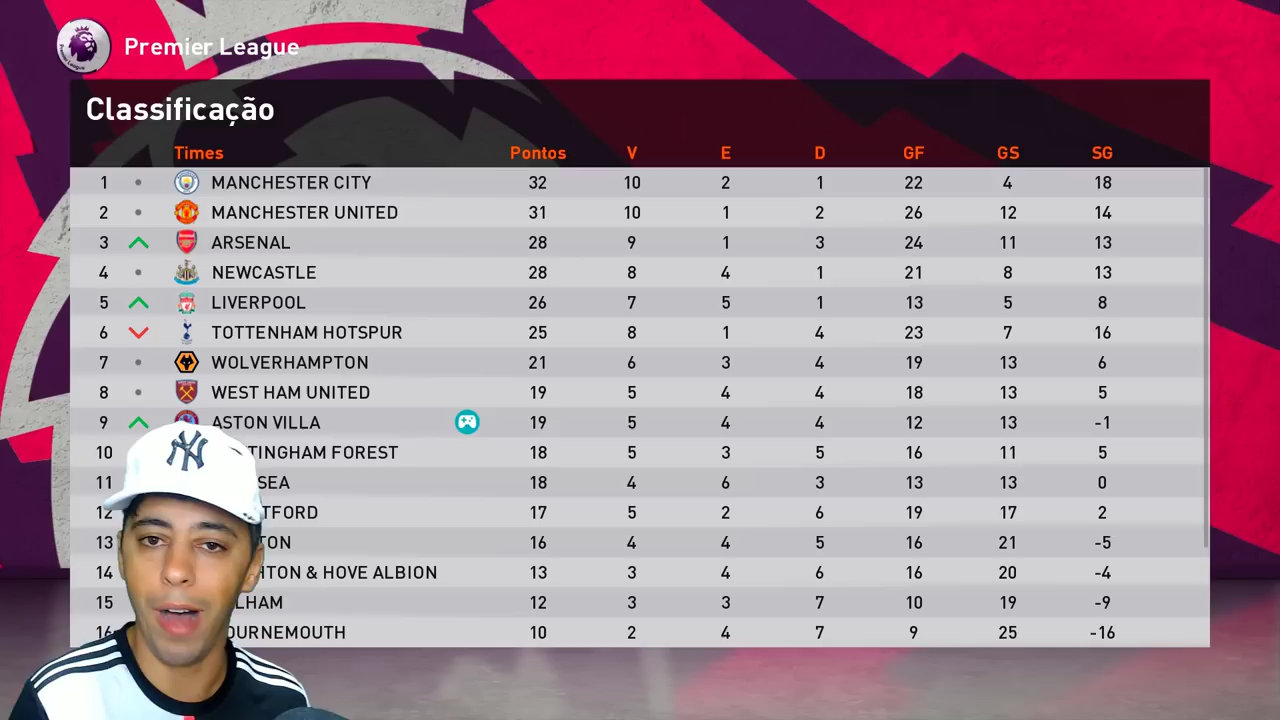 Premier League
Classificação
Times Pontos V E D GF GS SG
1 MANCHESTER CITY 32 10 2 1 22 4 18
2 MANCHESTER UNITED 31 10 1 2 26 12 14
3 ARSENAL 28 9 1 3 24 11 13
4 NEWCASTLE 28 8 4 1 21 8 13
5 LIVERPOOL 26 7 5 1 13 5 8
6 TOTTENHAM HOTSPUR 25 8 1 4 23 7 16
7 WOLVERHAMPTON 21 6 3 4 19 13 6
8 WEST HAM UNITED 19 5 4 4 18 13 5
9 ASTON VILLA 19 5 4 4 12 13 -1
10 TINGHAM FOREST 18 5 3 5 16 11 5
11 SEA 18 4 6 3 13 13 0
12 TFORD 17 5 2 6 19 17 2
13 TON 16 4 4 5 16 21 -5
14 HTON & HOVE ALBION 13 3 4 6 16 20 -4
15 LHAM 12 3 3 7 10 19 -9
16 OURNEMOUTH 10 2 4 7 9 25 -16